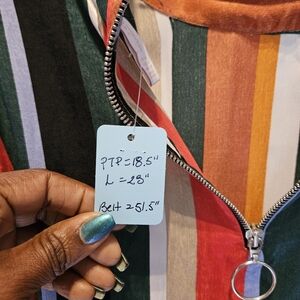 PTP = 18.5"
L = 28"
Belt = 51.5"